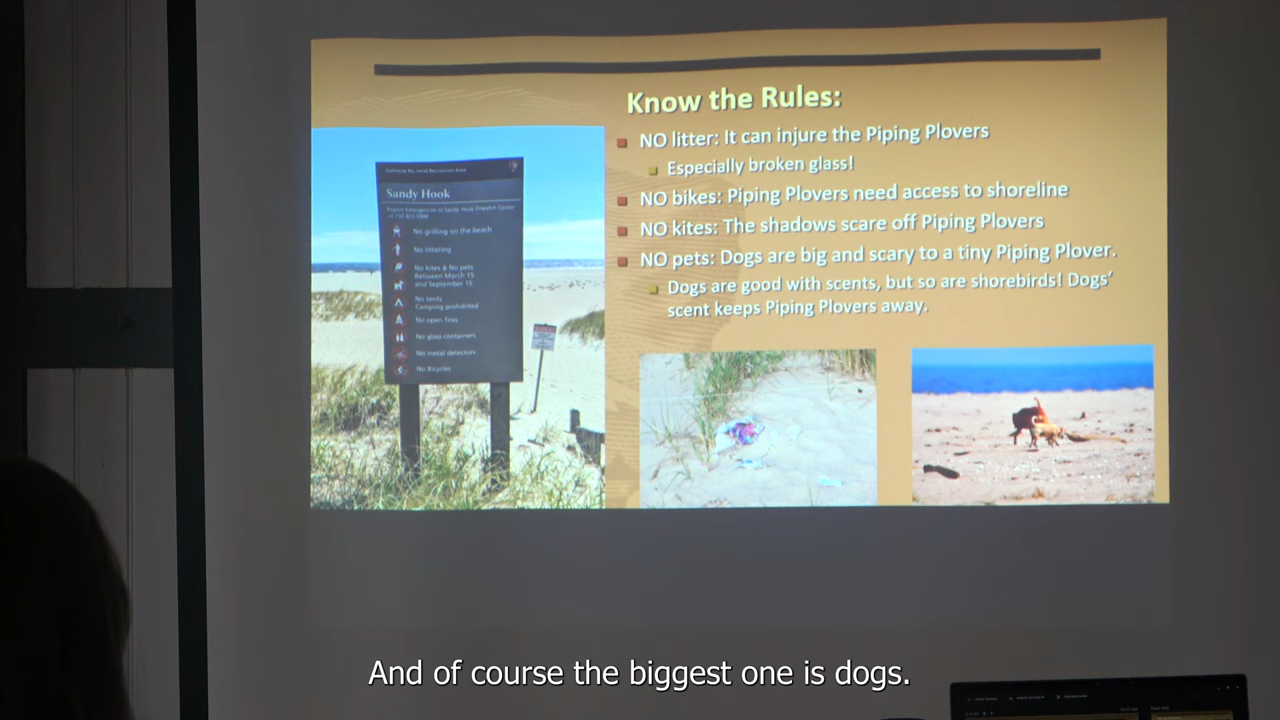 Know the Rules:
NO litter: It can injure the Piping Plovers
Especially broken glass!
NO bikes: Piping Plovers need access to shoreline
NO kites: The shadows scare off Piping Plovers
NO pets: Dogs are big and scary to a tiny Piping Plover.
Dogs are good with scents, but so are shorebirds! Dogs'
scent keeps Piping Plovers away.
Sandy Hook
No grilling on the beach
No littering
No kites & No pets
Between March 15
and September 15
No tents
Camping prohibited
No open fires
No glass containers
No metal detectors
No Bicycles
And of course the biggest one is dogs.